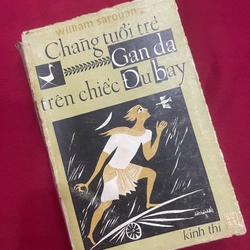 william saroyan
Chàng tuổi trẻ
Gan dạ
trên chiếc Đu bay
kinh thi